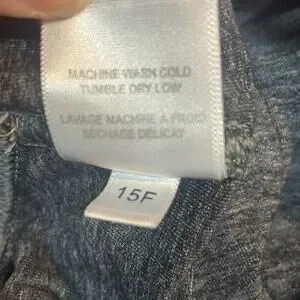 MACHINE WASH COLD
TUMBLE DRY LOW
LAVAGE MACHINE A FROID
SECHAGE DELICAT
15F